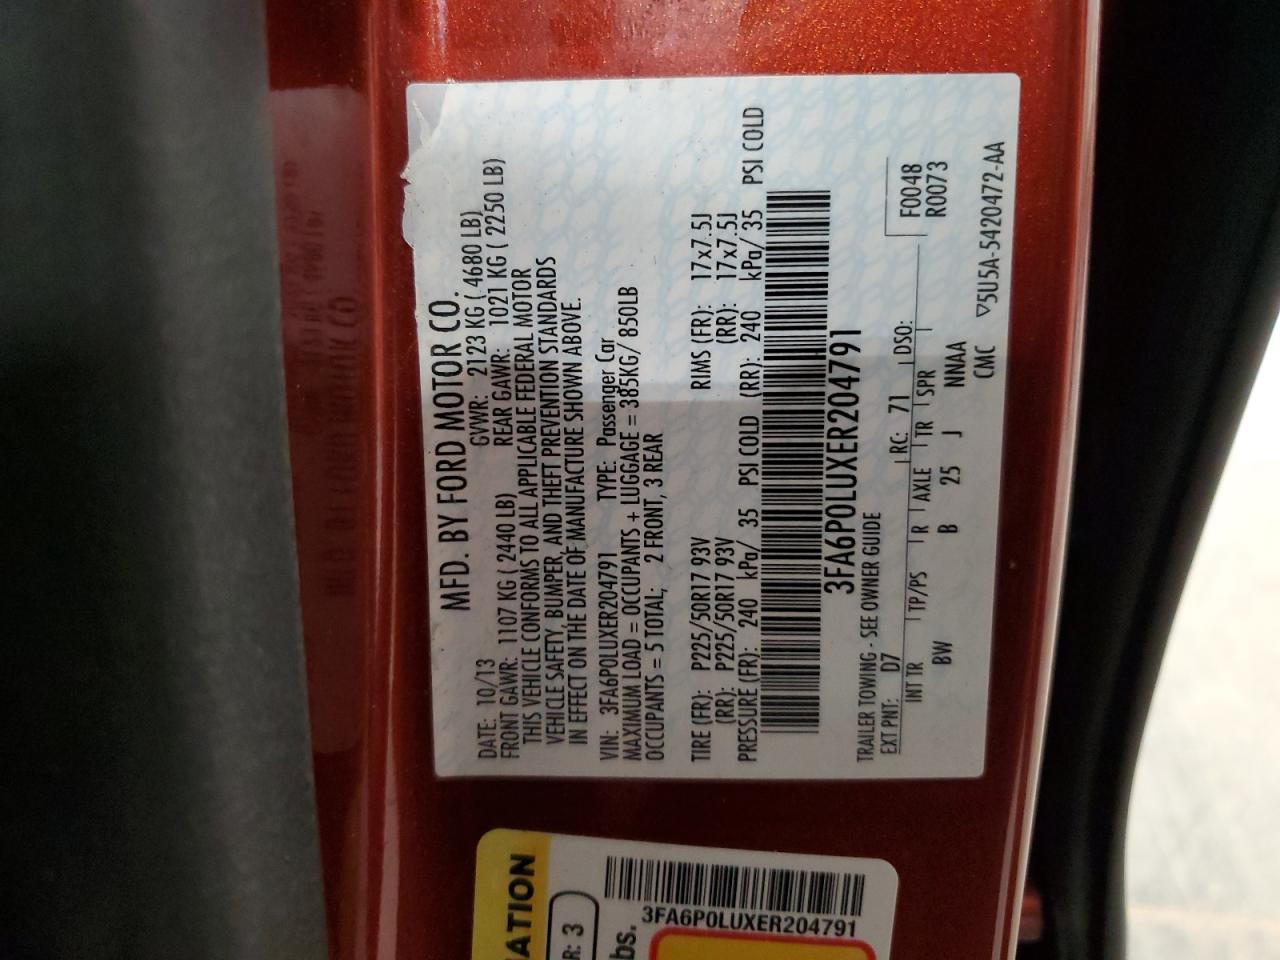 MFD. BY FORD MOTOR CO.
DATE: 10/13 GVWR: 2123 KG ( 4680 LB)
FRONT GAWR: 1107 KG ( 2440 LB) REAR GAWR: 1021 KG ( 2250 LB)
THIS VEHICLE CONFORMS TO ALL APPLICABLE FEDERAL MOTOR
VEHICLE SAFETY, BUMPER, AND THEFT PREVENTION STANDARDS
IN EFFECT ON THE DATE OF MANUFACTURE SHOWN ABOVE.
VIN: 3FA6P0LUXER204791 TYPE: Passenger Car
MAXIMUM LOAD = OCCUPANTS + LUGGAGE = 385KG/ 850LB
OCCUPANTS = 5 TOTAL; 2 FRONT, 3 REAR
TIRE (FR): P225/50R17 93V RIMS (FR): 17x7.5J
(RR): P225/50R17 93V (RR): 17x7.5J
PRESSURE (FR): 240 kPa/ 35 PSI COLD (RR): 240 kPa/ 35 PSI COLD
3FA6P0LUXER204791
TRAILER TOWING - SEE OWNER GUIDE
EXT PNT: D7 RC: 71 DSO: F0048
INT TR TP/PS R AXLE TR SPR R0073
BW B 25 J NNAA
CMC ▽5U5A-5420472-AA
ATION
R: 3
bs.
3FA6P0LUXER204791